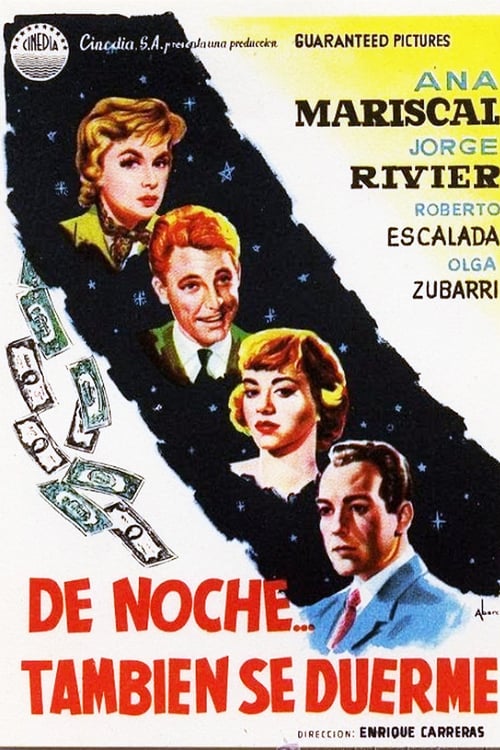 CINEDIA
Cinedia, S.A. presenta una produccion GUARANTEED PICTURES
ANA
MARISCAL
JORGE
RIVIER
ROBERTO
ESCALADA
OLGA
ZUBARRI
DE NOCHE...
TAMBIEN SE DUERME
DIRECCION: ENRIQUE CARRERAS